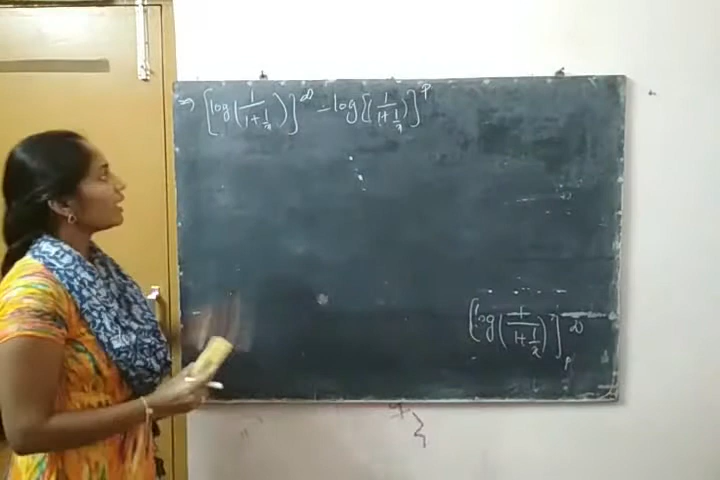 ⇒ [log(1/(1+1/s))]^∞ - log[(1/(1+1/s))]^p
[log(1/(1+1/s))]_p^∞